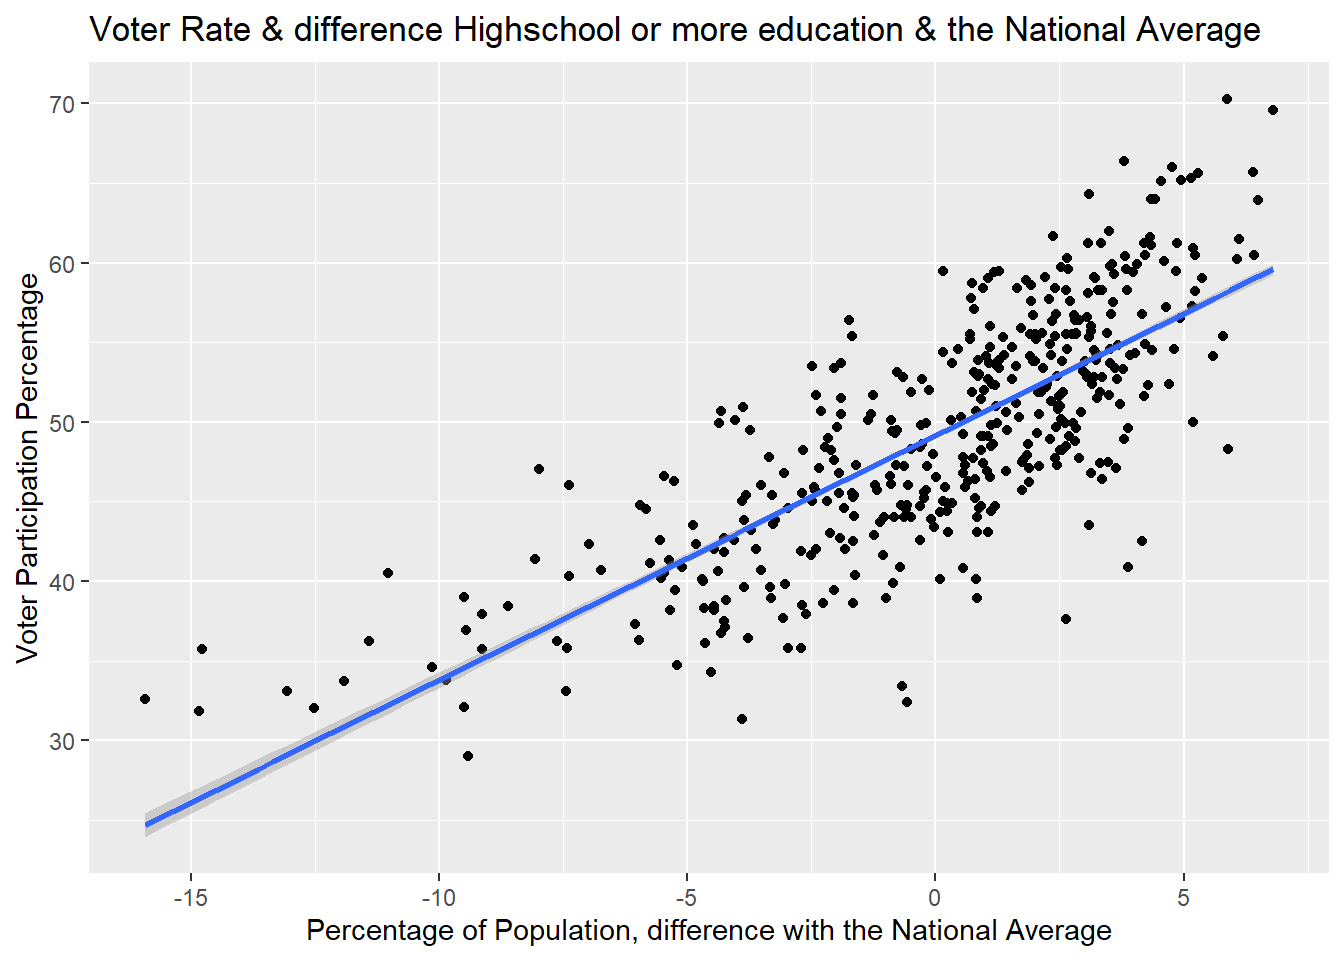 Voter Rate & difference Highschool or more education & the National Average
Voter Participation Percentage
70
60
50
40
30
-15 -10 -5 0 5
Percentage of Population, difference with the National Average